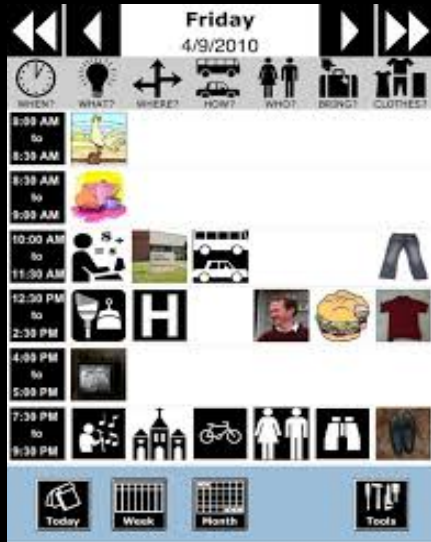 Friday
4/9/2010
WHEN? WHAT? WHERE? HOW? WHO? BRING? CLOTHES?
8:00 AM
to
8:30 AM
8:30 AM
to
9:00 AM
10:00 AM
to
11:30 AM
12:30 PM
to
2:30 PM
H
4:00 PM
to
5:00 PM
7:30 PM
to
9:30 PM
Today Week Month Tools